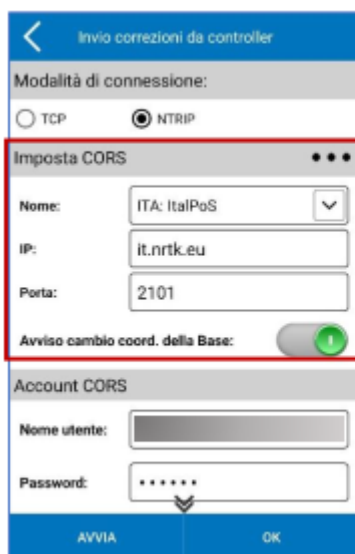 Invio correzioni da controller
Modalità di connessione:
TCP NTRIP
Imposta CORS
Nome: ITA: ItalPoS
IP: it.nrtk.eu
Porta: 2101
Avviso cambio coord. della Base:
Account CORS
Nome utente:
Password: ••••••
AVVIA OK